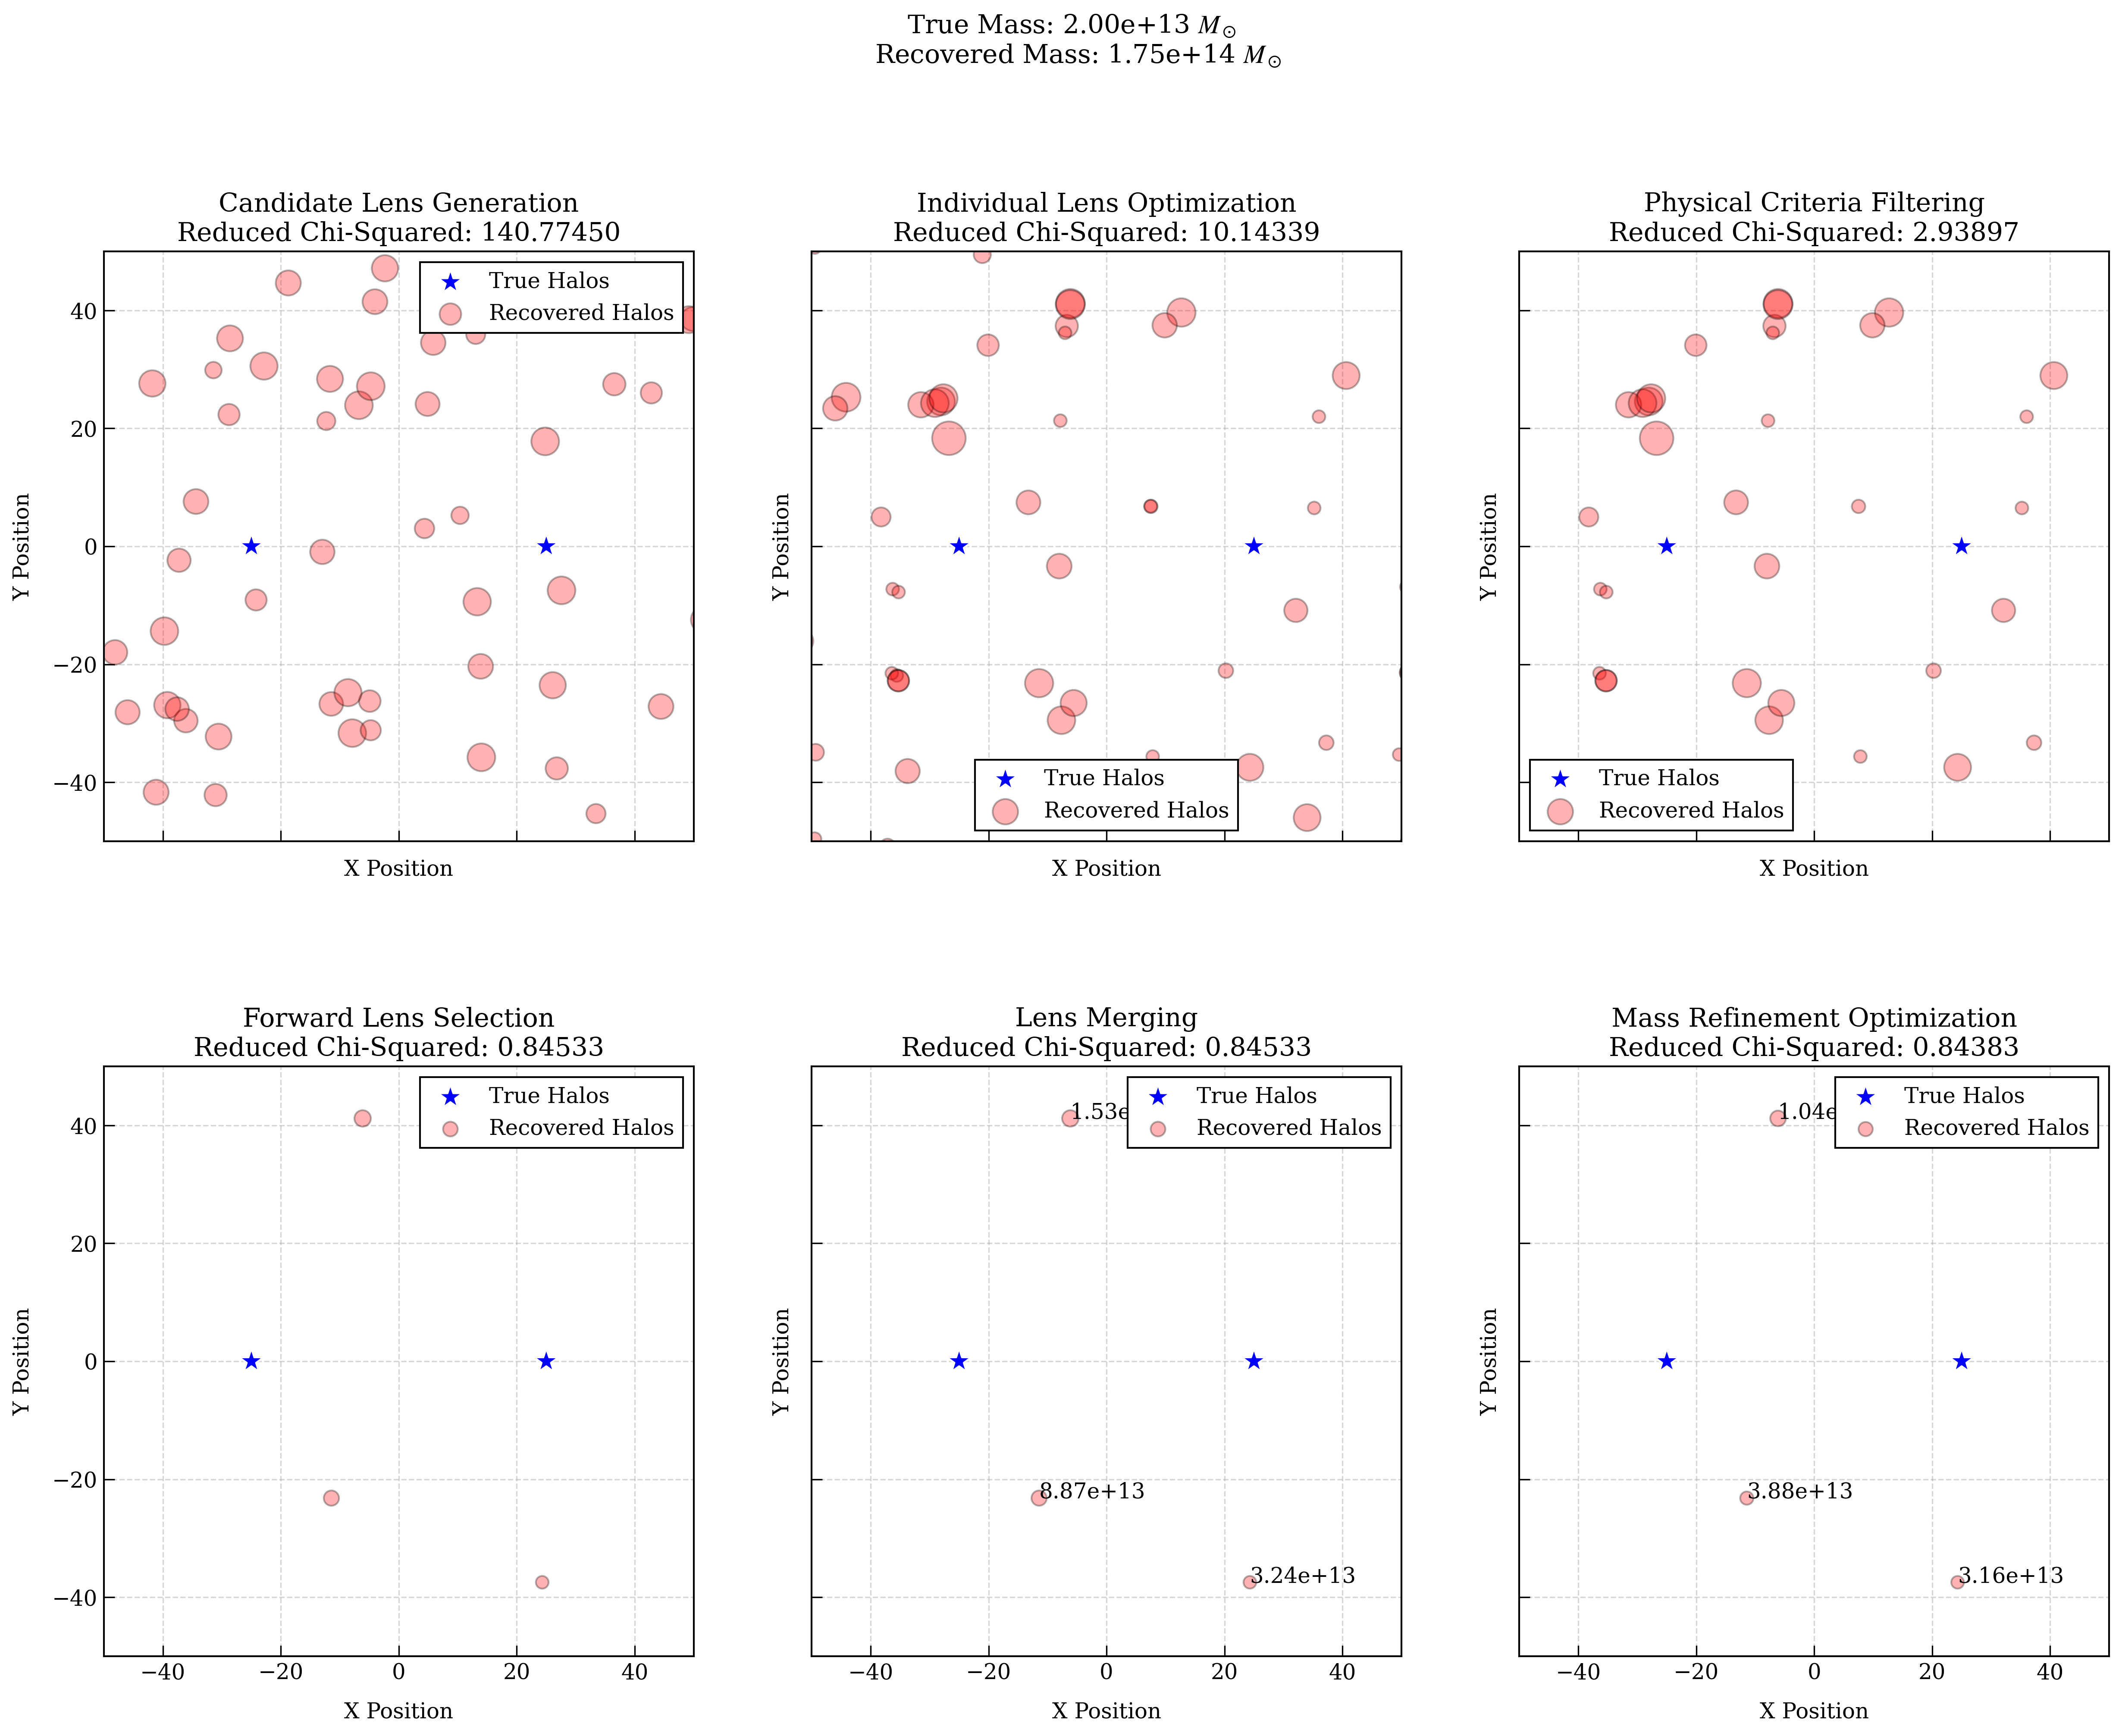 True Mass: 2.00e+13 M⊙
Recovered Mass: 1.75e+14 M⊙
Candidate Lens Generation
Reduced Chi-Squared: 140.77450
True Halos
Recovered Halos
40
20
0
−20
−40
Y Position
X Position
Individual Lens Optimization
Reduced Chi-Squared: 10.14339
True Halos
Recovered Halos
Y Position
X Position
Physical Criteria Filtering
Reduced Chi-Squared: 2.93897
True Halos
Recovered Halos
Y Position
X Position
Forward Lens Selection
Reduced Chi-Squared: 0.84533
True Halos
Recovered Halos
40
20
0
−20
−40
Y Position
−40 −20 0 20 40
X Position
Lens Merging
Reduced Chi-Squared: 0.84533
1.53e
True Halos
Recovered Halos
8.87e+13
3.24e+13
Y Position
−40 −20 0 20 40
X Position
Mass Refinement Optimization
Reduced Chi-Squared: 0.84383
1.04e
True Halos
Recovered Halos
3.88e+13
3.16e+13
Y Position
−40 −20 0 20 40
X Position